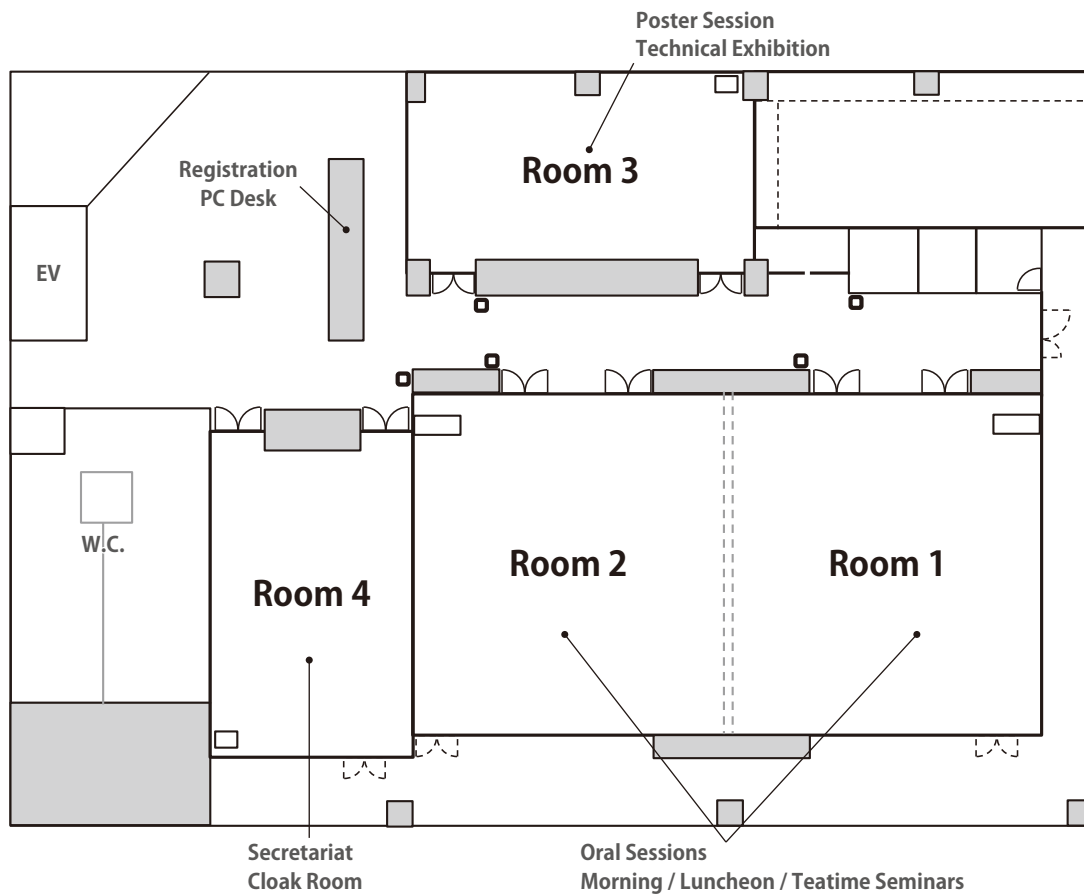 Poster Session
Technical Exhibition
Room 3
Registration
PC Desk
EV
W.C.
Room 4
Room 2
Room 1
Secretariat
Cloak Room
Oral Sessions
Morning / Luncheon / Teatime Seminars